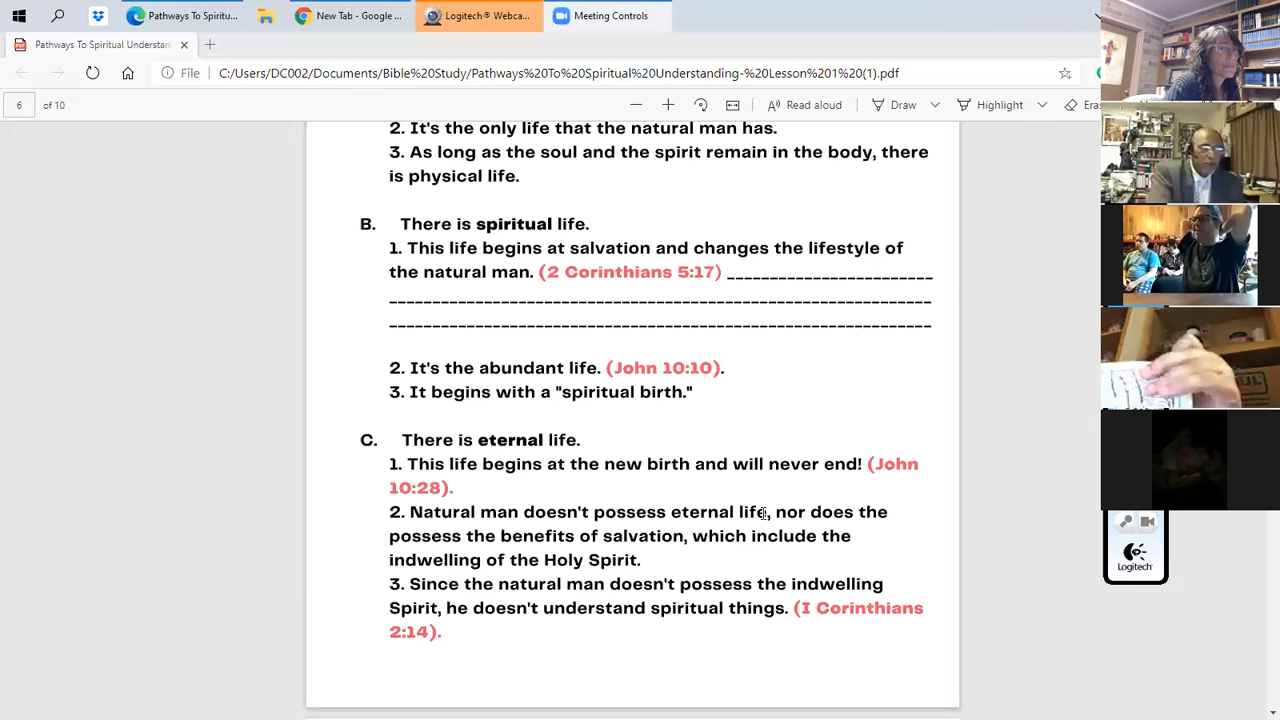 Pathways To Spiritu...
New Tab - Google ...
Logitech® Webca...
Meeting Controls
Pathways To Spiritual Understan
File
C:/Users/DC002/Documents/Bible%20Study/Pathways%20To%20Spiritual%20Understanding-%20Lesson%201%20(1).pdf
6 of 10
Read aloud
Draw
Highlight
Eras
2. It's the only life that the natural man has.
3. As long as the soul and the spirit remain in the body, there
is physical life.
B. There is spiritual life.
1. This life begins at salvation and changes the lifestyle of
the natural man. (2 Corinthians 5:17) ________________________
_______________________________________________________________
_______________________________________________________________
2. It's the abundant life. (John 10:10).
3. It begins with a "spiritual birth."
C. There is eternal life.
1. This life begins at the new birth and will never end! (John
10:28).
2. Natural man doesn't possess eternal life, nor does the
possess the benefits of salvation, which include the
indwelling of the Holy Spirit.
3. Since the natural man doesn't possess the indwelling
Spirit, he doesn't understand spiritual things. (I Corinthians
2:14).
Logitech